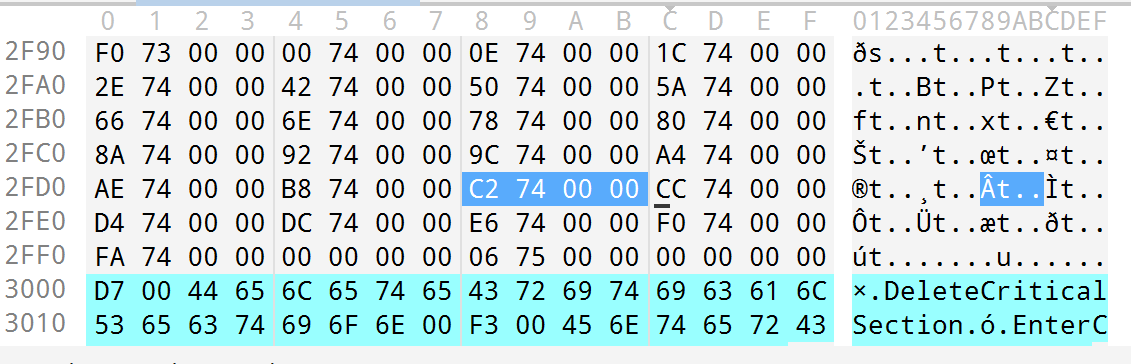 0 1 2 3 4 5 6 7 8 9 A B C D E F 0123456789ABCDEF
2F90 F0 73 00 00 00 74 00 00 0E 74 00 00 1C 74 00 00 ðs...t...t...t..
2FA0 2E 74 00 00 42 74 00 00 50 74 00 00 5A 74 00 00 .t..Bt..Pt..Zt..
2FB0 66 74 00 00 6E 74 00 00 78 74 00 00 80 74 00 00 ft..nt..xt..€t..
2FC0 8A 74 00 00 92 74 00 00 9C 74 00 00 A4 74 00 00 Št..’t..œt..¤t..
2FD0 AE 74 00 00 B8 74 00 00 C2 74 00 00 CC 74 00 00 ®t..¸t..Ât..Ìt..
2FE0 D4 74 00 00 DC 74 00 00 E6 74 00 00 F0 74 00 00 Ôt..Üt..æt..ðt..
2FF0 FA 74 00 00 00 00 00 00 06 75 00 00 00 00 00 00 út.......u......
3000 D7 00 44 65 6C 65 74 65 43 72 69 74 69 63 61 6C ×.DeleteCritical
3010 53 65 63 74 69 6F 6E 00 F3 00 45 6E 74 65 72 43 Section.ó.EnterC